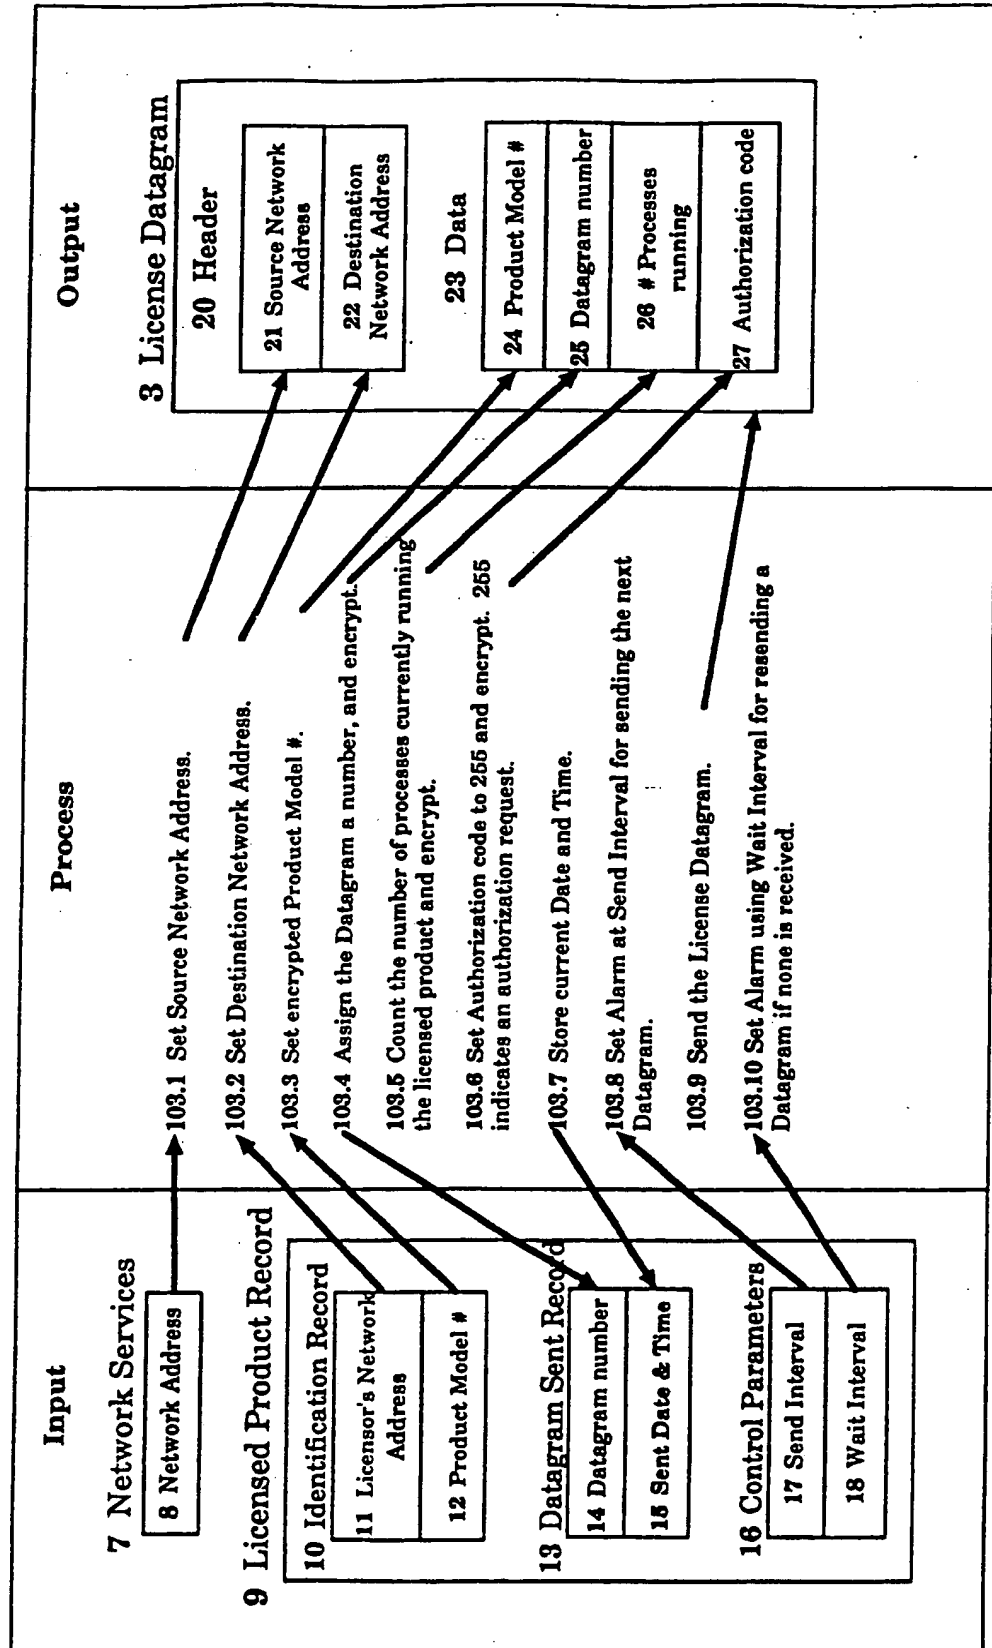 Input
7 Network Services
8 Network Address
9 Licensed Product Record
10 Identification Record
11 Licensor's Network
Address
12 Product Model #
13 Datagram Sent Record
14 Datagram number
15 Sent Date & Time
16 Control Parameters
17 Send Interval
18 Wait Interval
Process
103.1 Set Source Network Address.
103.2 Set Destination Network Address.
103.3 Set encrypted Product Model #.
103.4 Assign the Datagram a number, and encrypt.
103.5 Count the number of processes currently running
the licensed product and encrypt.
103.6 Set Authorization code to 255 and encrypt. 255
indicates an authorization request.
103.7 Store current Date and Time.
103.8 Set Alarm at Send Interval for sending the next
Datagram.
103.9 Send the License Datagram.
103.10 Set Alarm using Wait Interval for resending a
Datagram if none is received.
Output
3 License Datagram
20 Header
21 Source Network
Address
22 Destination
Network Address
23 Data
24 Product Model #
25 Datagram number
26 # Processes
running
27 Authorization code